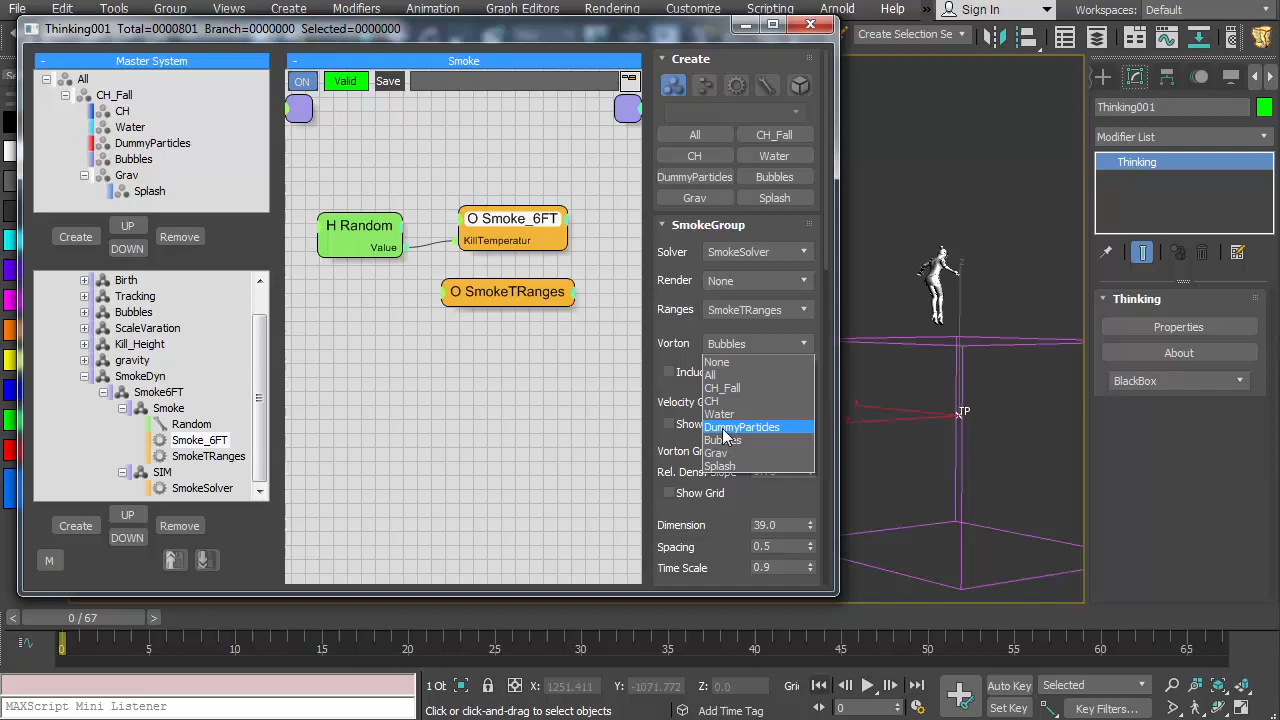 File Edit Tools Group Views Create Modifiers Animation Graph Editors Rendering Customize Scripting Arnold Help Sign In Workspaces: Default
Thinking001 Total=0000801 Branch=0000000 Selected=0000000
Create Selection Se
Master System
All
CH_Fall
CH
Water
DummyParticles
Bubbles
Grav
Splash
Create UP DOWN Remove
Birth
Tracking
Bubbles
ScaleVaration
Kill_Height
gravity
SmokeDyn
Smoke6FT
Smoke
Random
Smoke_6FT
SmokeTRanges
SIM
SmokeSolver
Create UP DOWN Remove
M
Smoke
ON Valid Save
H Random
Value
O Smoke_6FT
KillTemperatur
O SmokeTRanges
Create
All CH_Fall
CH Water
DummyParticles Bubbles
Grav Splash
SmokeGroup
Solver SmokeSolver
Render None
Ranges SmokeTRanges
Vorton Bubbles
None
All
CH_Fall
CH
Water
DummyParticles
Bubbles
Grav
Splash
Velocity
Vorton
Rel. Dens.
Show Grid
Dimension 39.0
Spacing 0.5
Time Scale 0.9
z
TP
Thinking001
Modifier List
Thinking
Thinking
Properties
About
BlackBox
< 0 / 67 >
0 5 10 15 20 25 30 35 40 45 50 55 60 65
MAXScript Mini Listener
X: 1251.411 Y: -1071.772 Z: 0.0
Click or click-and-drag to select objects
Add Time Tag
0
Auto Key Selected
Set Key Key Filters...